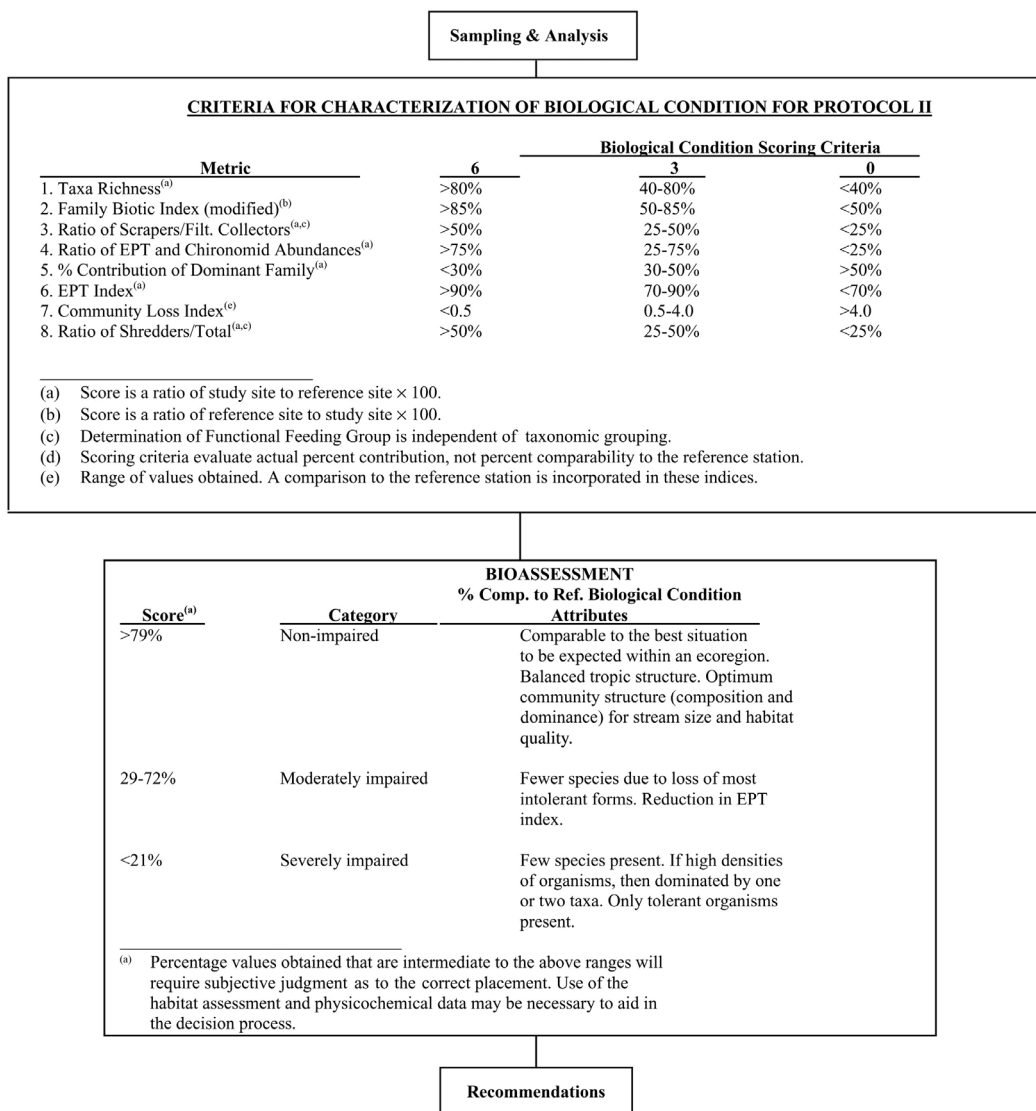 Sampling & Analysis
CRITERIA FOR CHARACTERIZATION OF BIOLOGICAL CONDITION FOR PROTOCOL II
Biological Condition Scoring Criteria
Metric 6 3 0
1. Taxa Richness(a) >80% 40-80% <40%
2. Family Biotic Index (modified)(b) >85% 50-85% <50%
3. Ratio of Scrapers/Filt. Collectors(a,c) >50% 25-50% <25%
4. Ratio of EPT and Chironomid Abundances(a) >75% 25-75% <25%
5. % Contribution of Dominant Family(a) <30% 30-50% >50%
6. EPT Index(a) >90% 70-90% <70%
7. Community Loss Index(e) <0.5 0.5-4.0 >4.0
8. Ratio of Shredders/Total(a,c) >50% 25-50% <25%
(a) Score is a ratio of study site to reference site × 100.
(b) Score is a ratio of reference site to study site × 100.
(c) Determination of Functional Feeding Group is independent of taxonomic grouping.
(d) Scoring criteria evaluate actual percent contribution, not percent comparability to the reference station.
(e) Range of values obtained. A comparison to the reference station is incorporated in these indices.
BIOASSESSMENT
% Comp. to Ref. Biological Condition
Score(a) Category Attributes
>79% Non-impaired Comparable to the best situation
to be expected within an ecoregion.
Balanced tropic structure. Optimum
community structure (composition and
dominance) for stream size and habitat
quality.
29-72% Moderately impaired Fewer species due to loss of most
intolerant forms. Reduction in EPT
index.
<21% Severely impaired Few species present. If high densities
of organisms, then dominated by one
or two taxa. Only tolerant organisms
present.
(a) Percentage values obtained that are intermediate to the above ranges will
require subjective judgment as to the correct placement. Use of the
habitat assessment and physicochemical data may be necessary to aid in
the decision process.
Recommendations